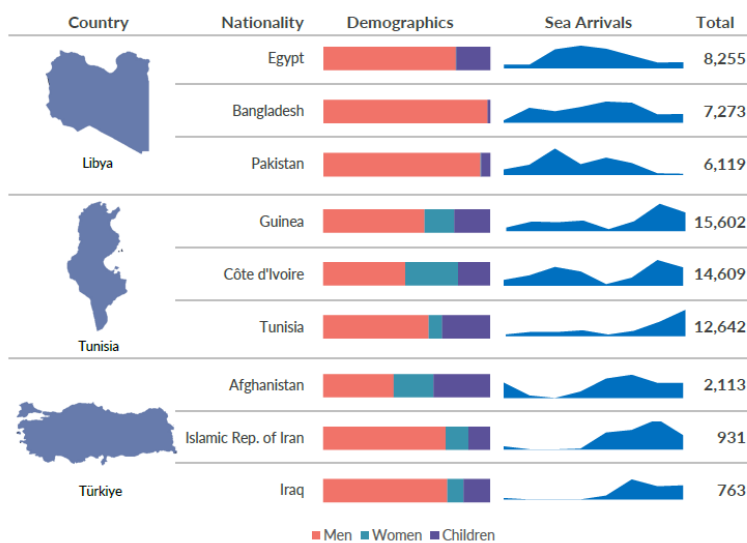 Country Nationality Demographics Sea Arrivals Total
Egypt 8,255
Bangladesh 7,273
Libya
Pakistan 6,119
Guinea 15,602
Côte d'Ivoire 14,609
Tunisia 12,642
Tunisia
Afghanistan 2,113
Islamic Rep. of Iran 931
Türkiye
Iraq 763
Men Women Children